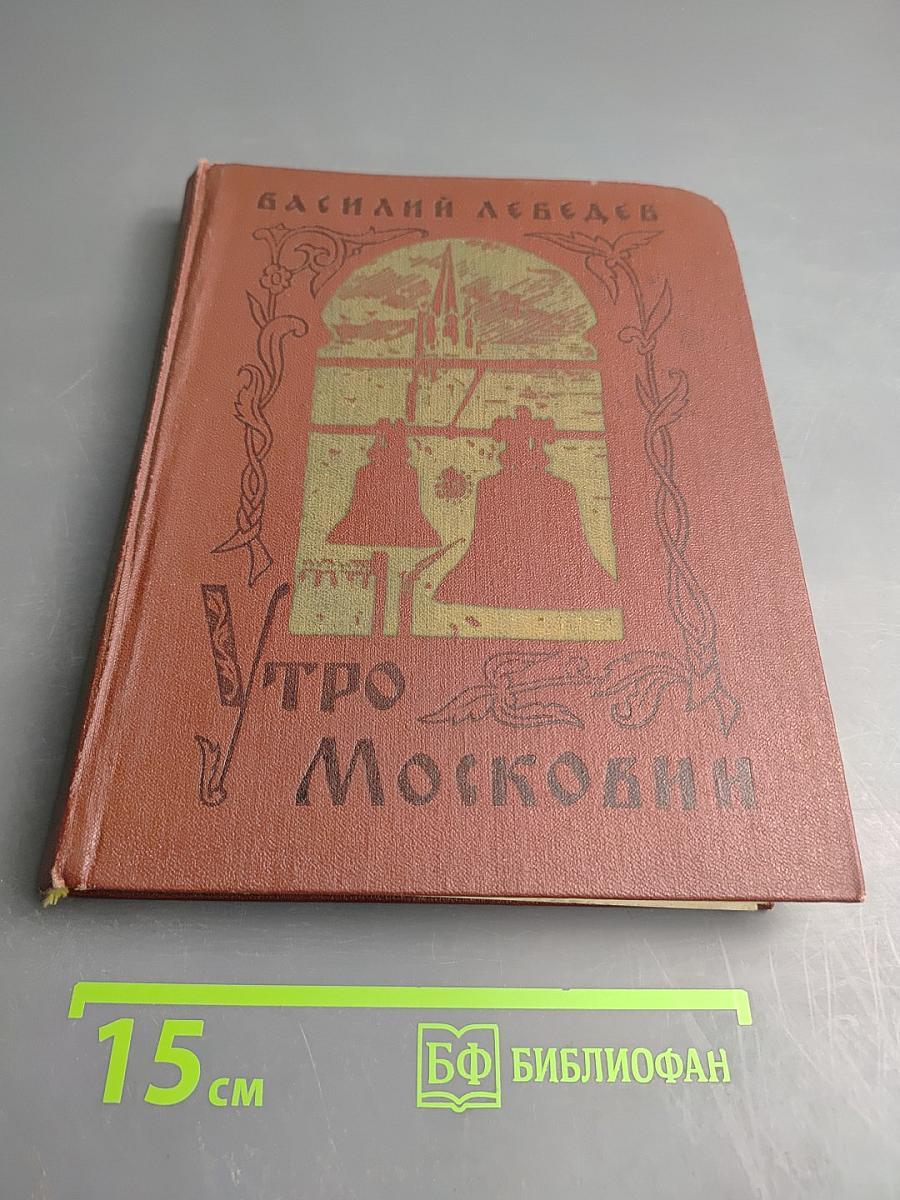 ВАСИЛИЙ ЛЕБЕДЕВ
УТРО
МОСКОВИИ
15 см
БФ БИБЛИОФАН